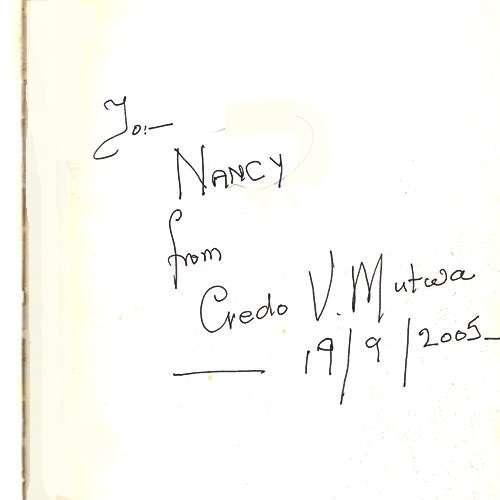 To:-
NANCY
from
Credo V. Mutwa
19/9/2005